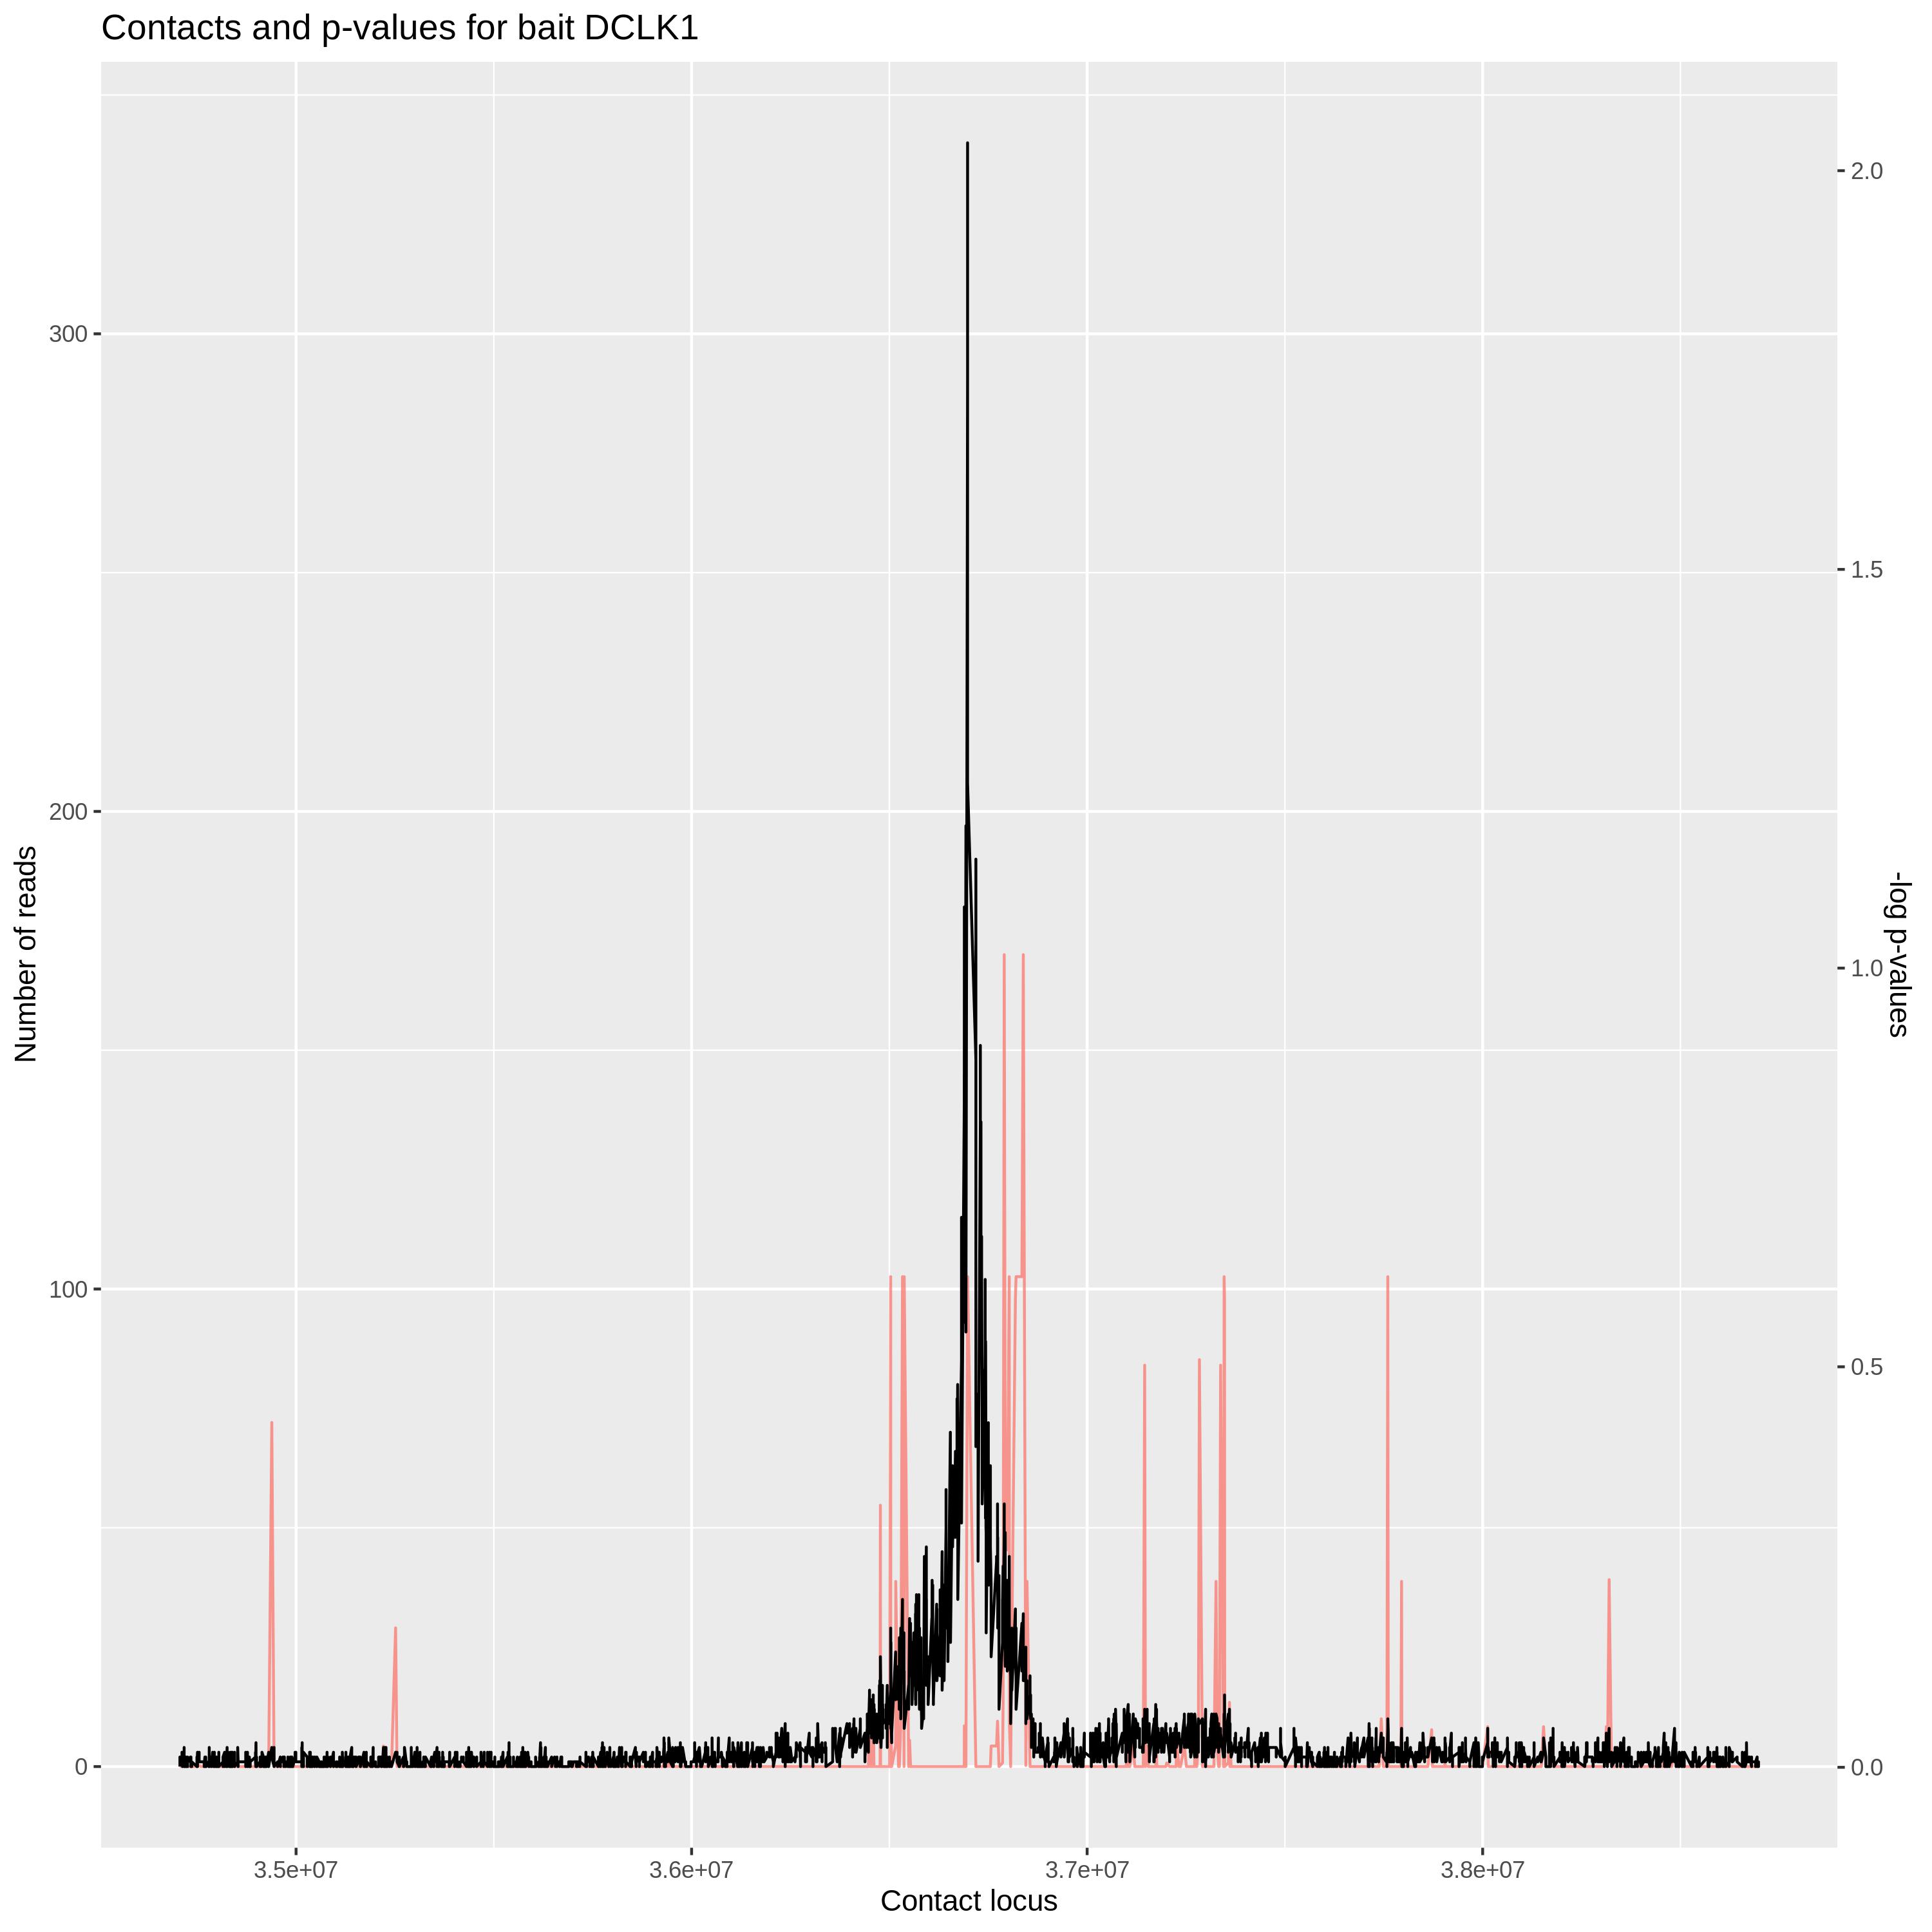 Contacts and p-values for bait DCLK1
Number of reads
300
200
100
0
2.0
1.5
1.0
0.5
0.0
-log p-values
3.5e+07 3.6e+07 3.7e+07 3.8e+07
Contact locus